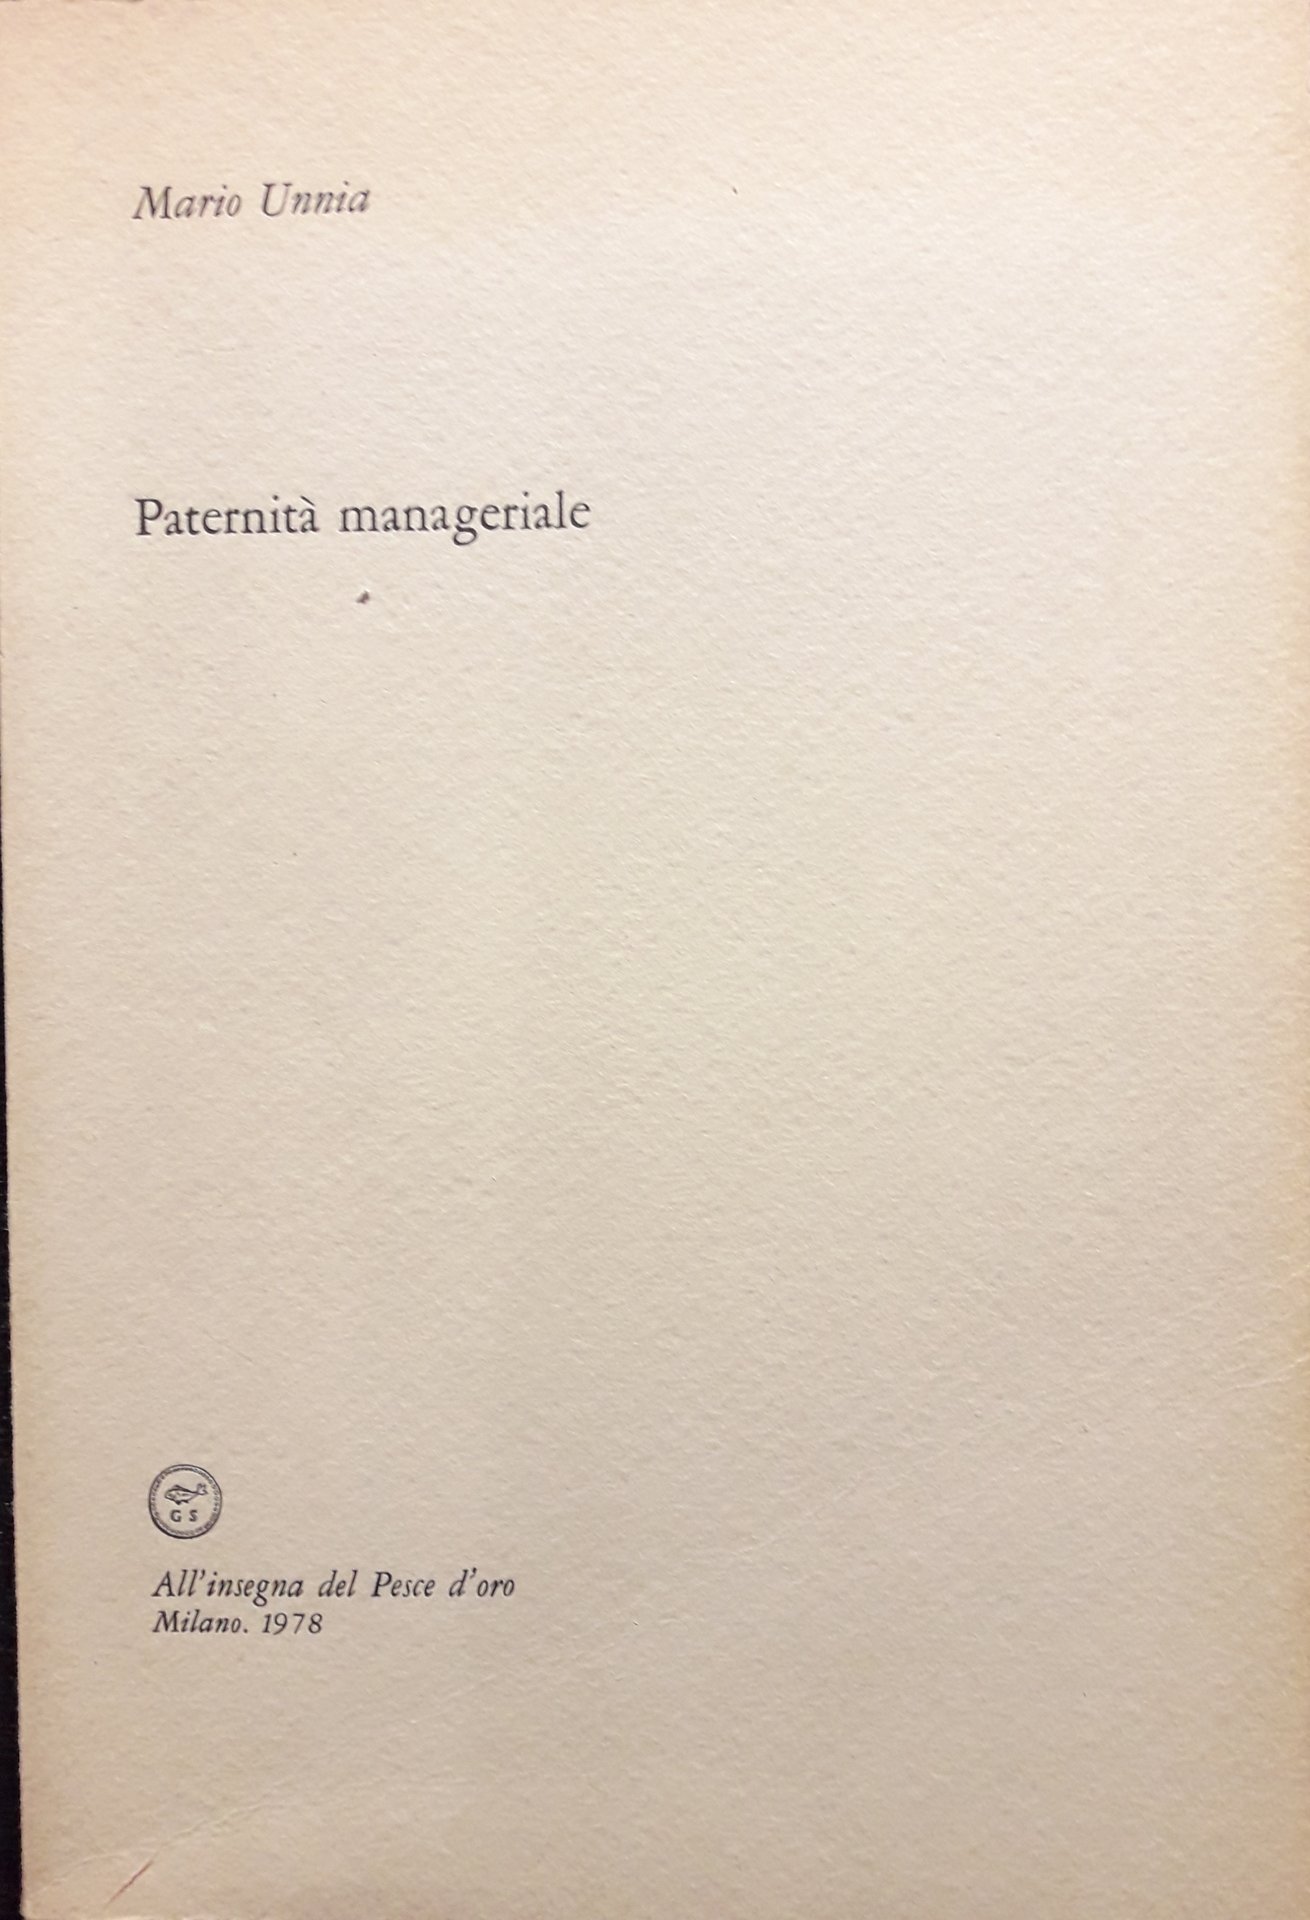 Mario Unnia
Paternità manageriale
G S
All'insegna del Pesce d'oro
Milano. 1978